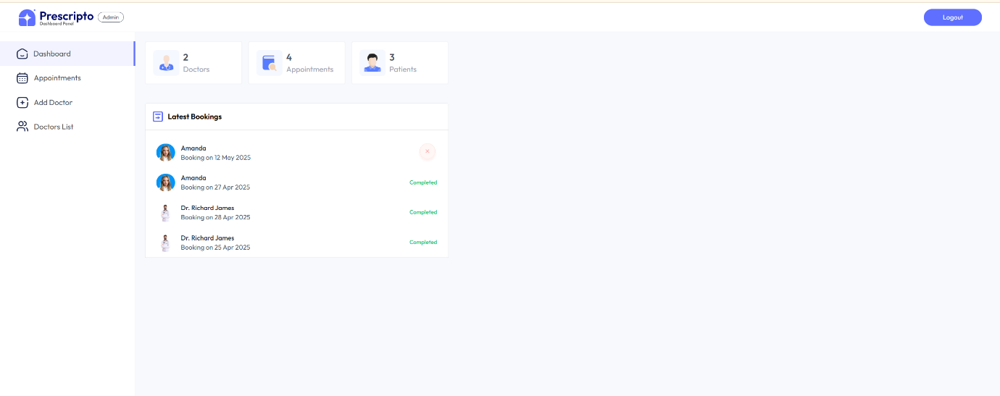 Prescripto
Dashboard Panel
Admin
Logout
Dashboard
Appointments
Add Doctor
Doctors List
2
Doctors
4
Appointments
3
Patients
Latest Bookings
Amanda
Booking on 12 May 2025
Amanda
Booking on 27 Apr 2025
Completed
Dr. Richard James
Booking on 28 Apr 2025
Completed
Dr. Richard James
Booking on 25 Apr 2025
Completed